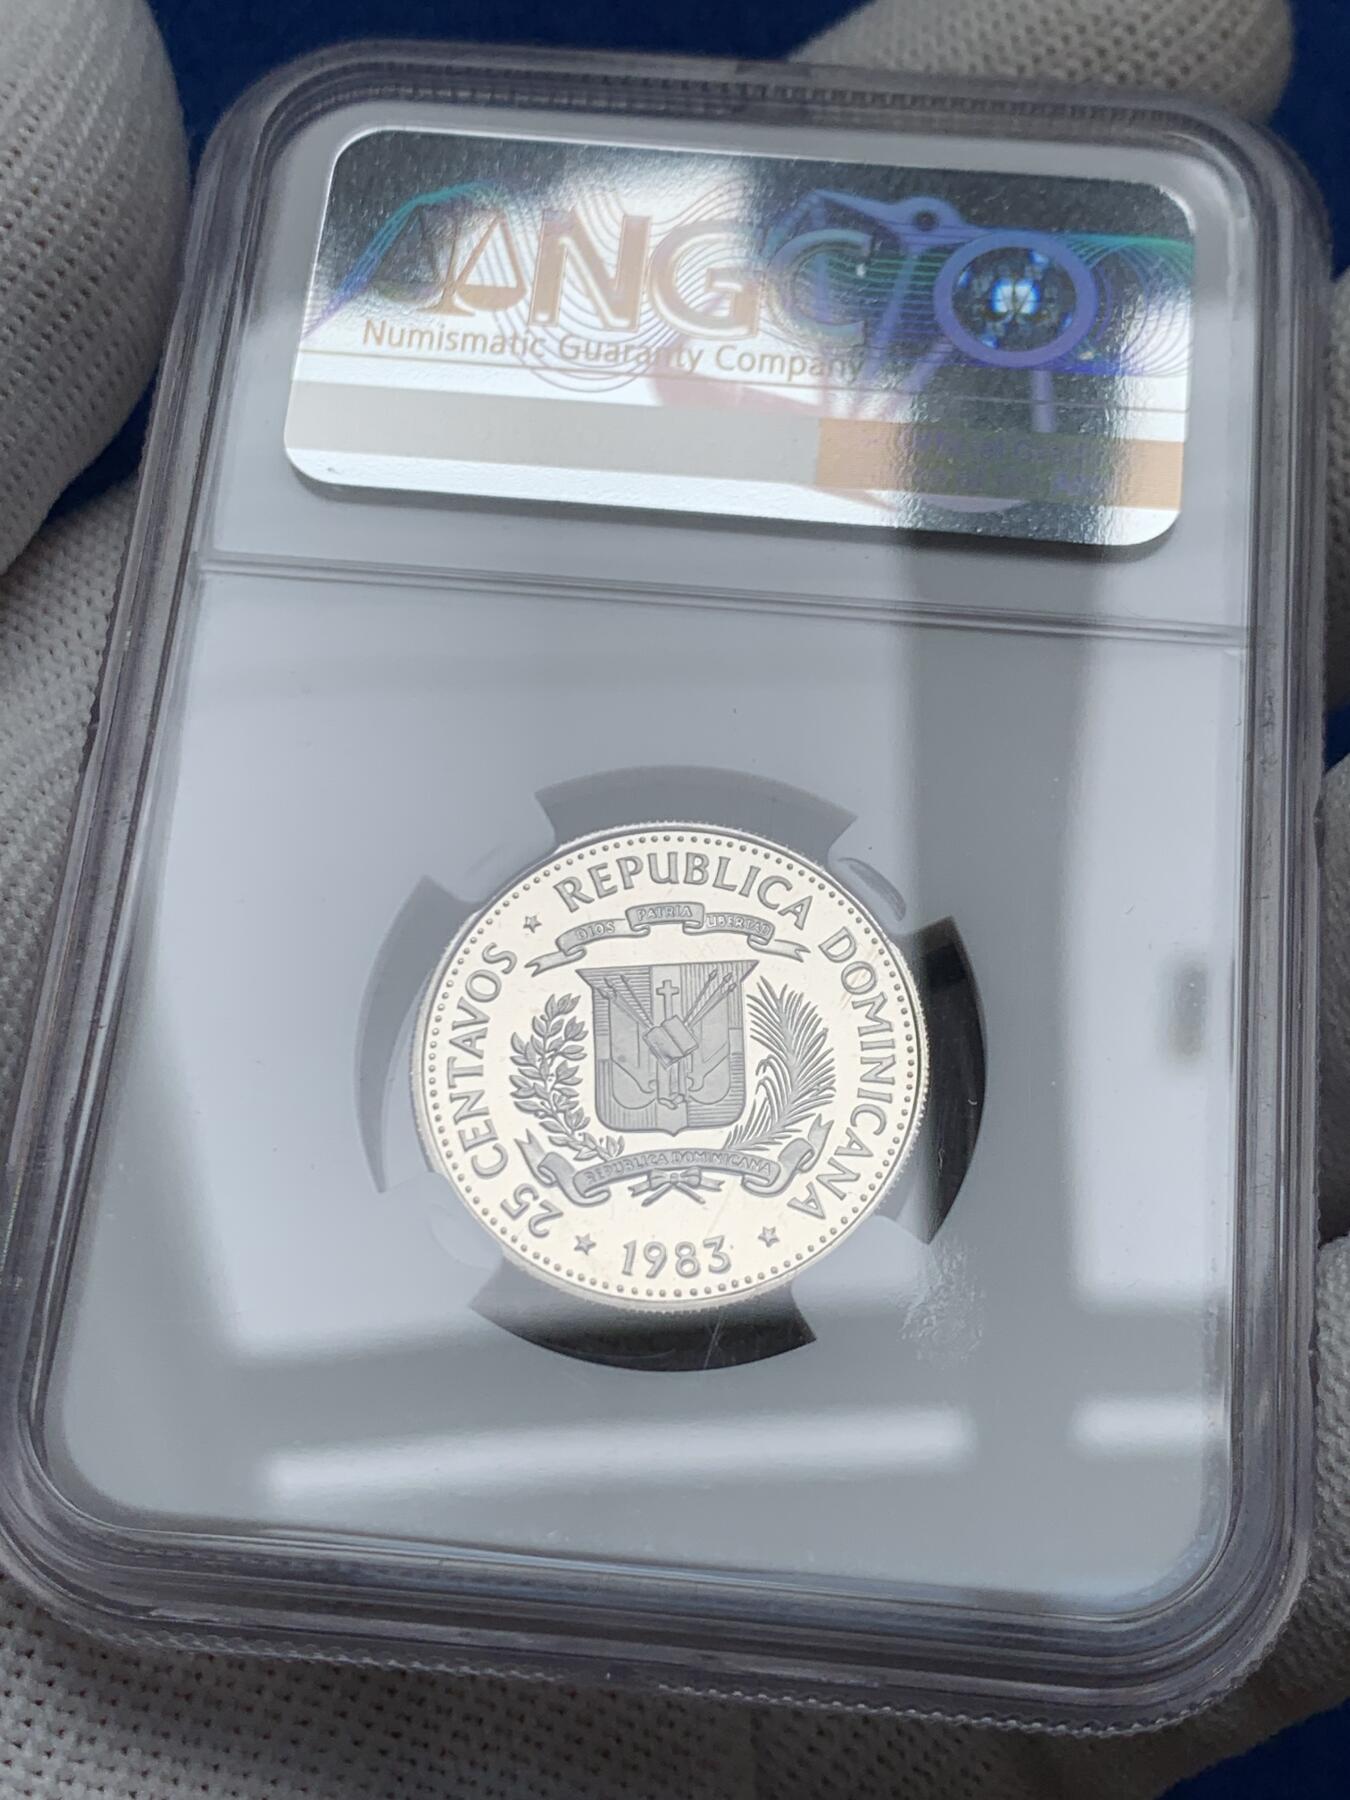 NGC
Numismatic Guaranty Company
REPUBLICA DOMINICANA
DIOS PATRIA LIBERTAD
REPUBLICA DOMINICANA
25 CENTAVOS
1983